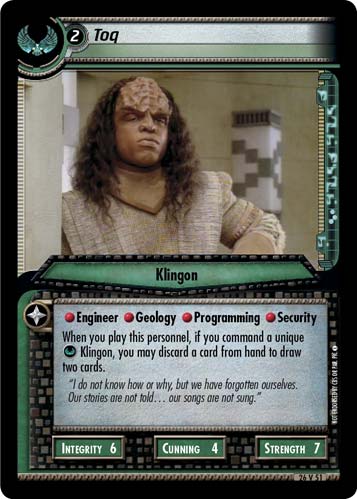 2 Toq
Klingon
Engineer Geology Programming Security
When you play this personnel, if you command a unique
Klingon, you may discard a card from hand to draw
two cards.
"I do not know how or why, but we have forgotten ourselves.
Our stories are not told... our songs are not sung."
INTEGRITY 6 CUNNING 4 STRENGTH 7
26 V 51